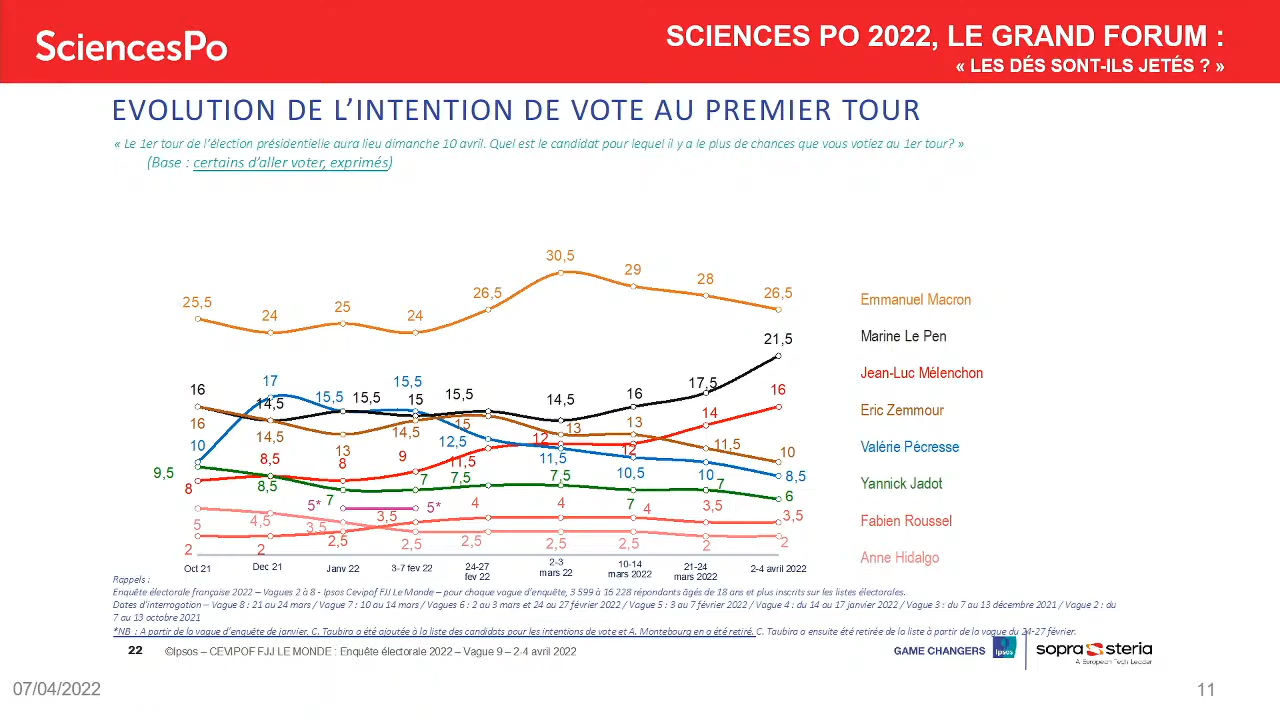 SciencesPo
SCIENCES PO 2022, LE GRAND FORUM :
« LES DÉS SONT-ILS JETÉS ? »
EVOLUTION DE L'INTENTION DE VOTE AU PREMIER TOUR
« Le 1er tour de l'élection présidentielle aura lieu dimanche 10 avril. Quel est le candidat pour lequel il y a le plus de chances que vous votiez au 1er tour? »
(Base : certains d'aller voter, exprimés)
25,5 24 25 24 26,5 30,5 29 28 26,5
16 14,5 15,5 15 15,5 14,5 16 17,5 21,5
10 17 15,5 15,5 12,5 11,5 10,5 10 8,5
16 14,5 13 14,5 15 13 13 11,5 10
8 8,5 8 9 11,5 12 12 14 16
9,5 8,5 7 7 7,5 7,5 7 7 6
5* 5*
2 2 2,5 3,5 4 4 4 3,5 3,5
5 4,5 3,5 2,5 2,5 2,5 2,5 2 2
Emmanuel Macron
Marine Le Pen
Jean-Luc Mélenchon
Eric Zemmour
Valérie Pécresse
Yannick Jadot
Fabien Roussel
Anne Hidalgo
Oct 21
Dec 21
Janv 22
3-7 fev 22
24-27
fev 22
2-3
mars 22
10-14
mars 2022
21-24
mars 2022
2-4 avril 2022
Rappels :
Enquête électorale française 2022 – Vagues 2 à 8 - Ipsos Cevipof FJJ Le Monde – pour chaque vague d'enquête, 3 599 à 16 228 répondants âgés de 18 ans et plus inscrits sur les listes électorales.
Dates d'interrogation – Vague 8 : 21 au 24 mars / Vague 7 : 10 au 14 mars / Vagues 6 : 2 au 3 mars et 24 au 27 février 2022 / Vague 5 : 3 au 7 février 2022 / Vague 4 : du 14 au 17 janvier 2022 / Vague 3 : du 7 au 13 décembre 2021 / Vague 2 : du
7 au 13 octobre 2021
*NB : A partir de la vague d'enquête de janvier, C. Taubira a été ajoutée à la liste des candidats pour les intentions de vote et A. Montebourg en a été retiré. C. Taubira a ensuite été retirée de la liste à partir de la vague du 24-27 février.
22 ©Ipsos – CEVIPOF FJJ LE MONDE : Enquête électorale 2022 – Vague 9 – 2-4 avril 2022
GAME CHANGERS Ipsos
sopra steria
A European Tech Leader
07/04/2022
11